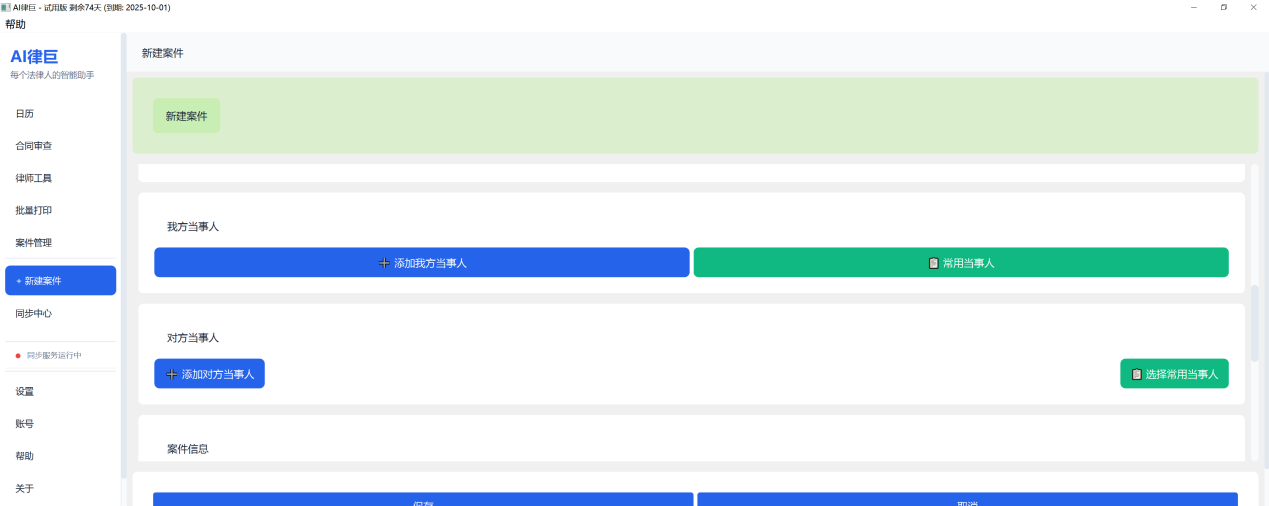 AI律巨 - 试用版 剩余74天 (到期: 2025-10-01)
帮助
AI律巨
每个法律人的智能助手
日历
合同审查
律师工具
批量打印
案件管理
+ 新建案件
同步中心
同步服务运行中
设置
账号
帮助
关于
新建案件
新建案件
我方当事人
➕ 添加我方当事人
📋 常用当事人
对方当事人
➕ 添加对方当事人
📋 选择常用当事人
案件信息
保存
取消